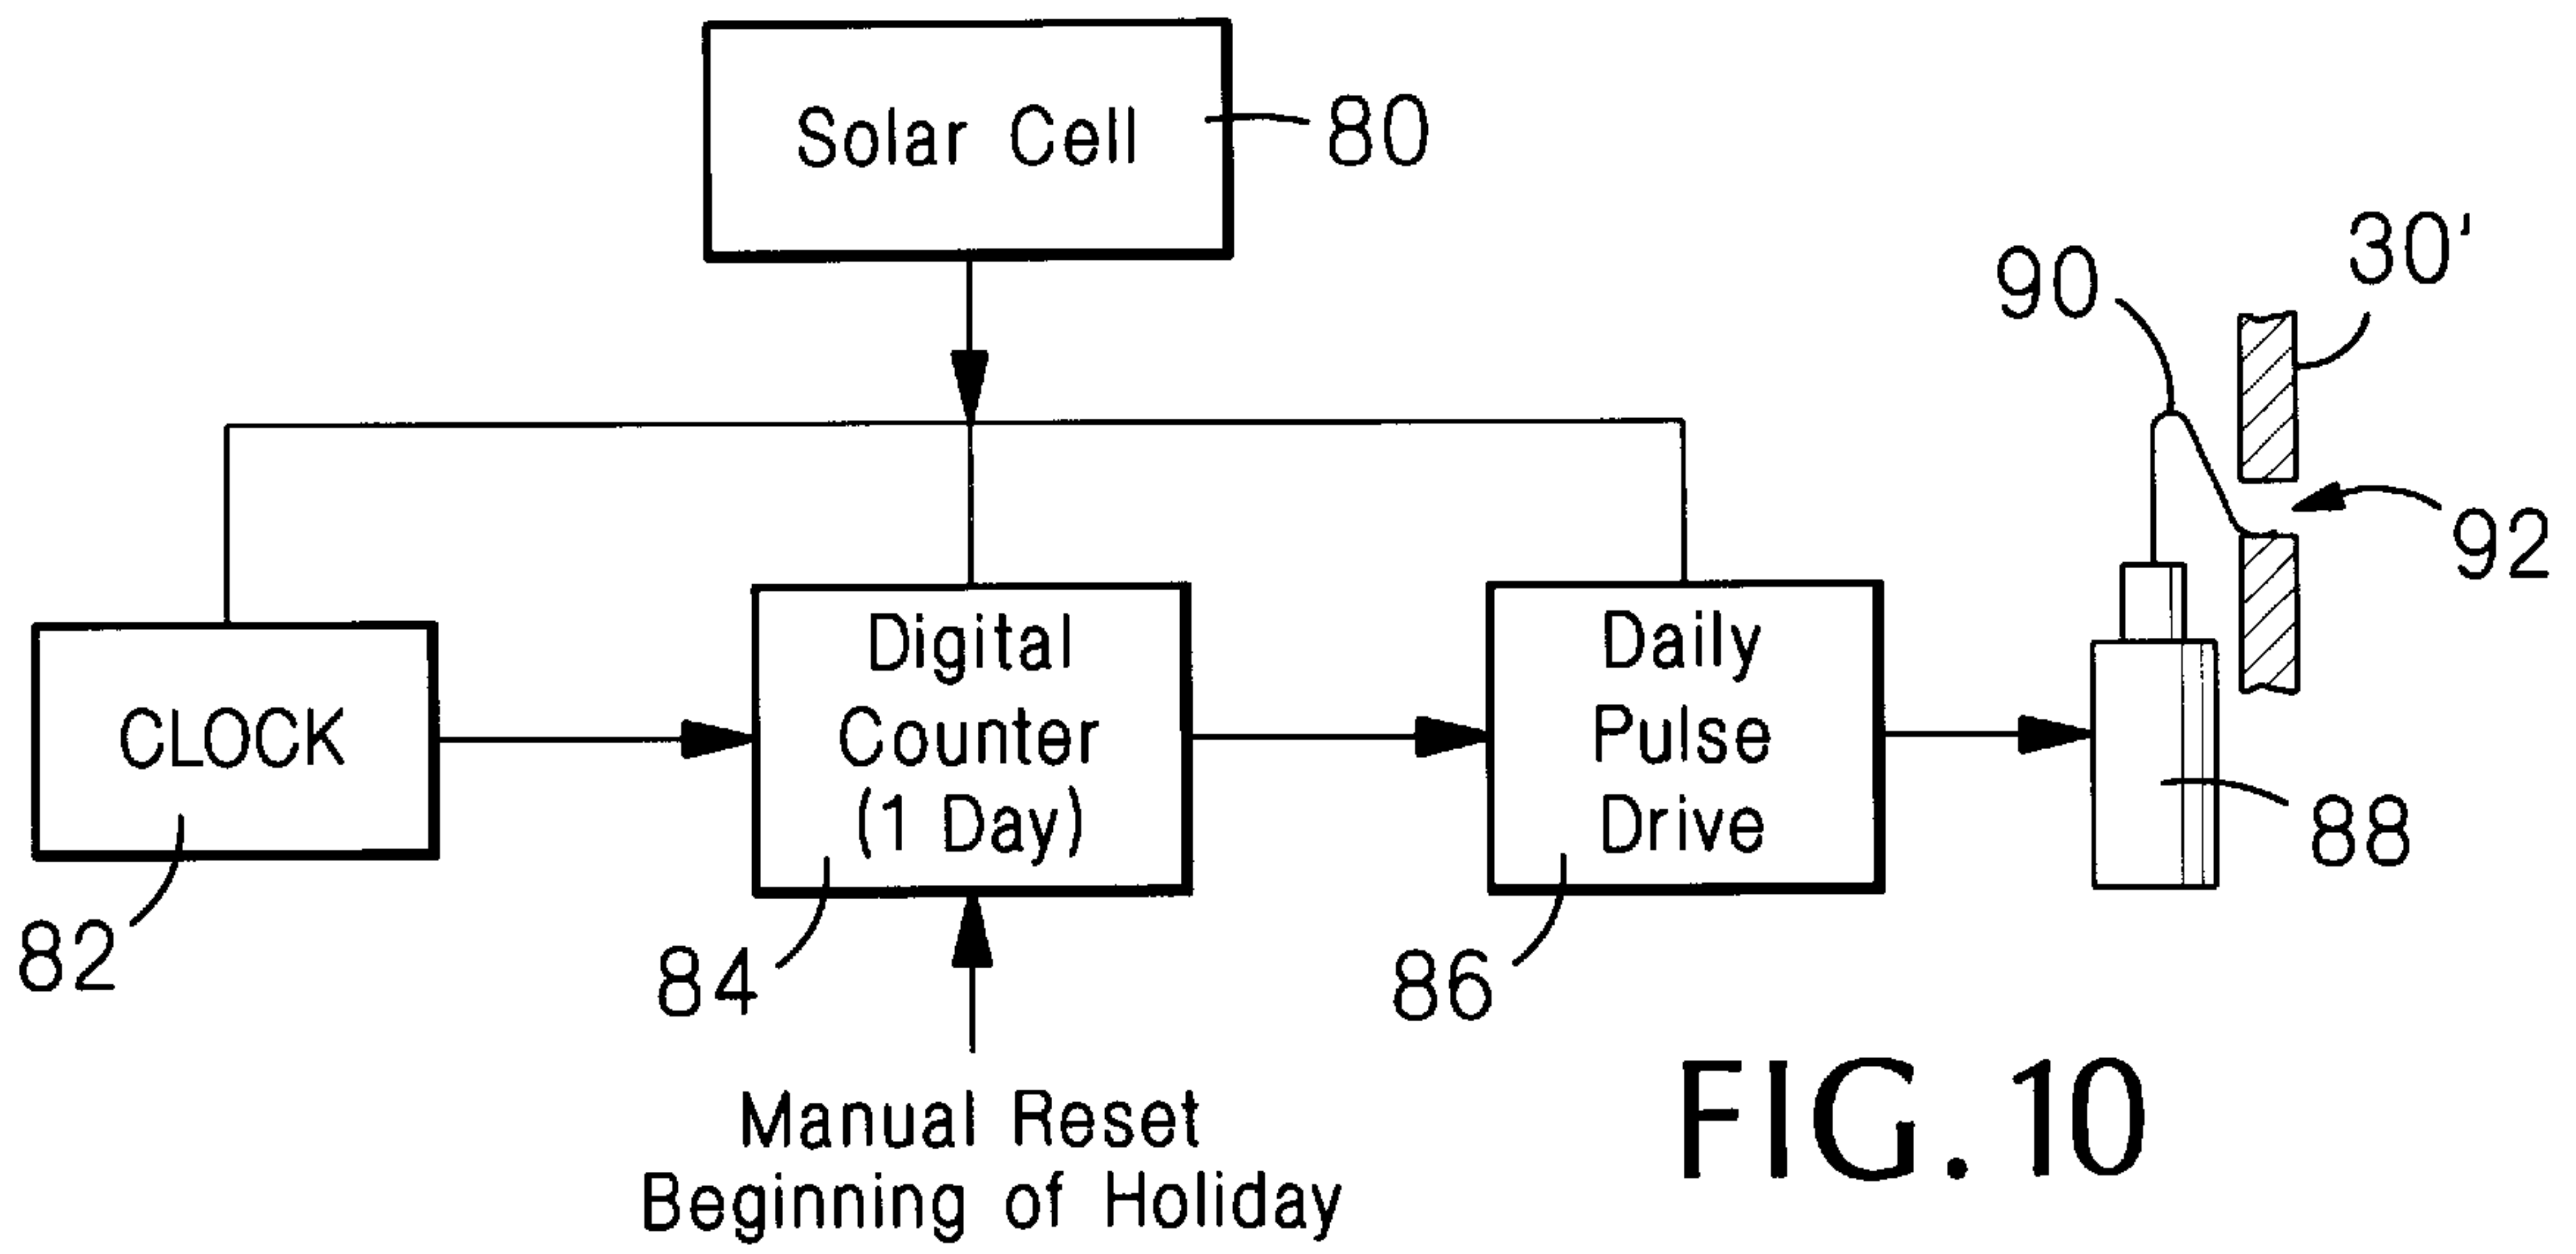 Solar Cell
80
30'
90
92
CLOCK
82
Digital
Counter
(1 Day)
84
Daily
Pulse
Drive
86
88
Manual Reset
Beginning of Holiday
FIG. 10